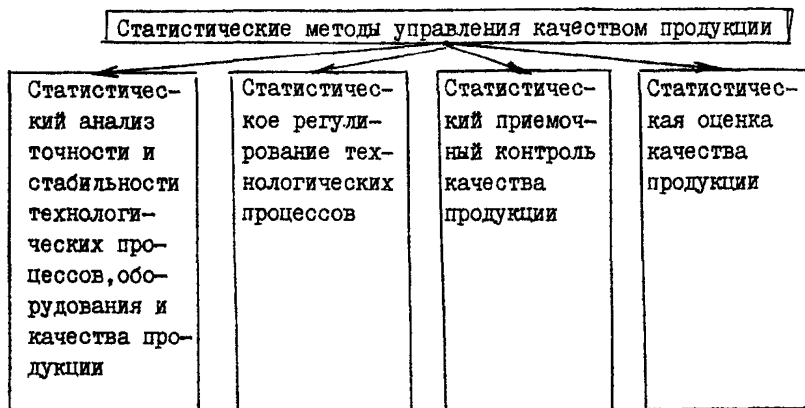 Статистические методы управления качеством продукции
Статистичес-
кий анализ
точности и
стабильности
технологи-
ческих про-
цессов,обо-
рудования и
качества про-
дукции
Статистичес-
кое регули-
рование тех-
нологических
процессов
Статистичес-
кий приемоч-
ный контроль
качества
продукции
Статистичес-
кая оценка
качества
продукции